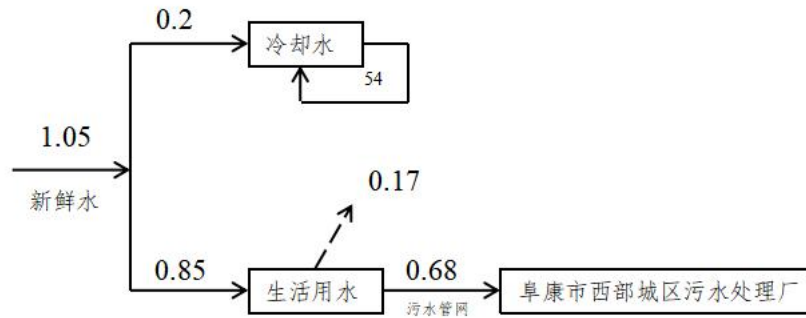 0.2
冷却水
54
1.05
新鲜水
0.17
0.85
生活用水
0.68
污水管网
阜康市西部城区污水处理厂